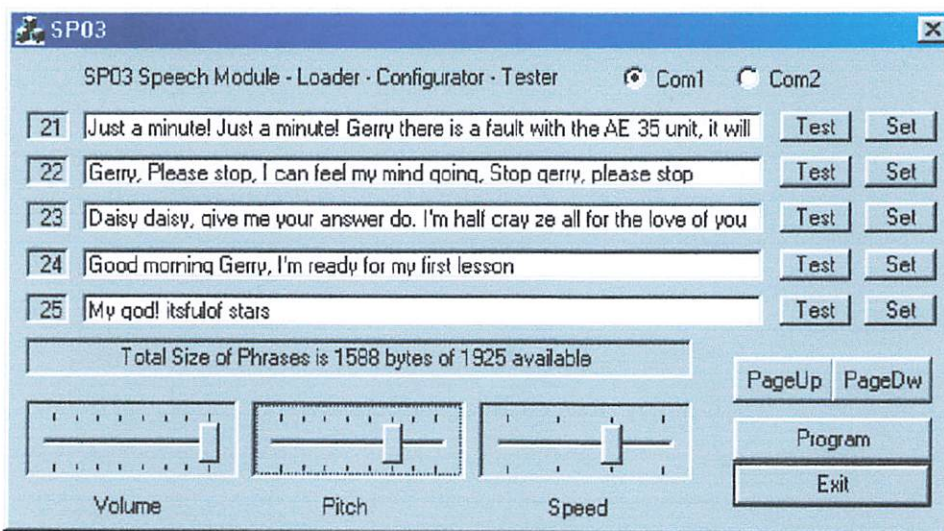 SP03
SP03 Speech Module - Loader - Configurator - Tester Com1 Com2
21 Just a minute! Just a minute! Gerry there is a fault with the AE 35 unit, it will Test Set
22 Gerry, Please stop, I can feel my mind going, Stop gerry, please stop Test Set
23 Daisy daisy, give me your answer do. I'm half cray ze all for the love of you Test Set
24 Good morning Gerry, I'm ready for my first lesson Test Set
25 My god! itsfulof stars Test Set
Total Size of Phrases is 1588 bytes of 1925 available
PageUp PageDw
Program
Exit
Volume Pitch Speed